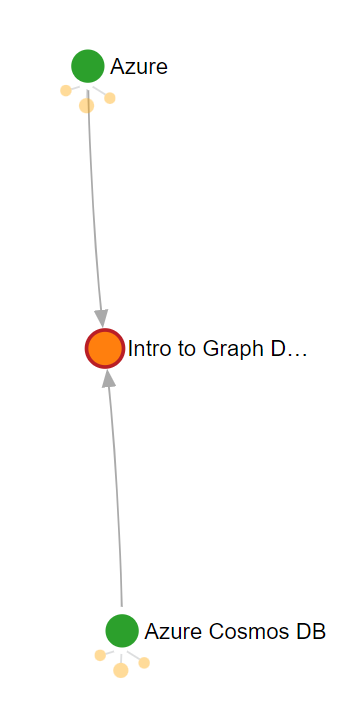 Azure
Intro to Graph D…
Azure Cosmos DB